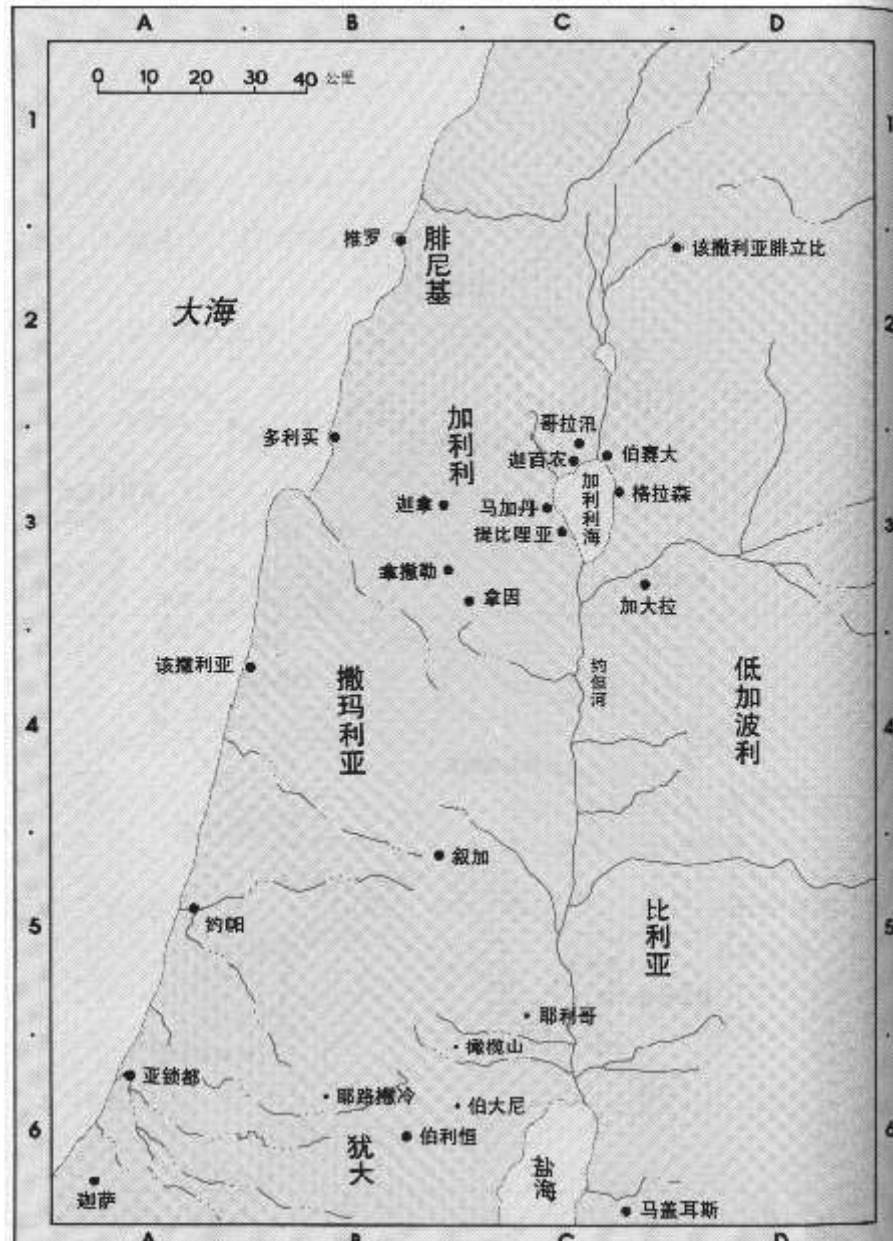 A
B
C
D
0 10 20 30 40 公里
1
1
推罗
腓尼基
该撒利亚腓立比
大海
2
2
加利利
哥拉汛
多利买
迦百农
伯赛大
加利利海
格拉森
迦拿
马加丹
3
3
提比哩亚
拿撒勒
拿因
加大拉
该撒利亚
撒玛利亚
约但河
低加波利
4
4
叙加
约帕
比利亚
5
5
耶利哥
橄榄山
亚锁都
耶路撒冷
伯大尼
6
6
伯利恒
犹大
盐海
迦萨
马盖耳斯
A
B
C
D